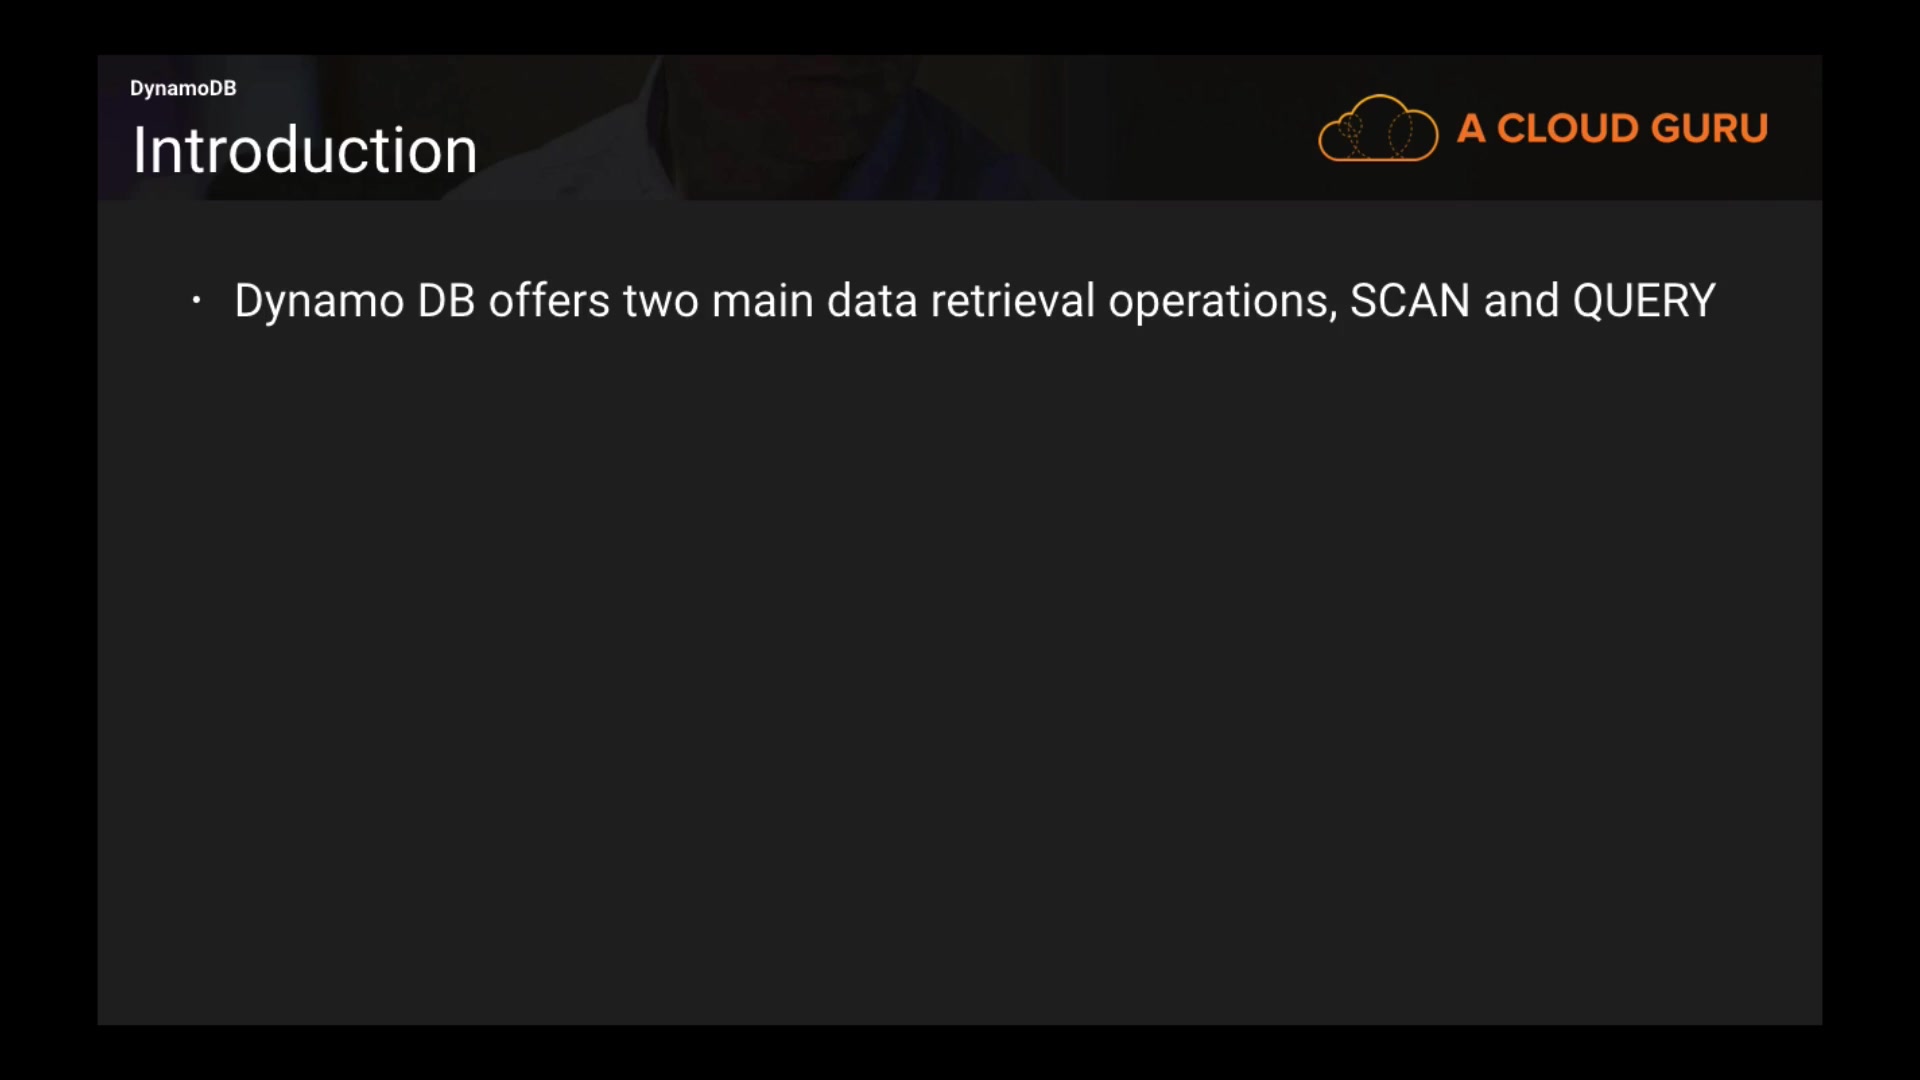 DynamoDB
Introduction
A CLOUD GURU
· Dynamo DB offers two main data retrieval operations, SCAN and QUERY